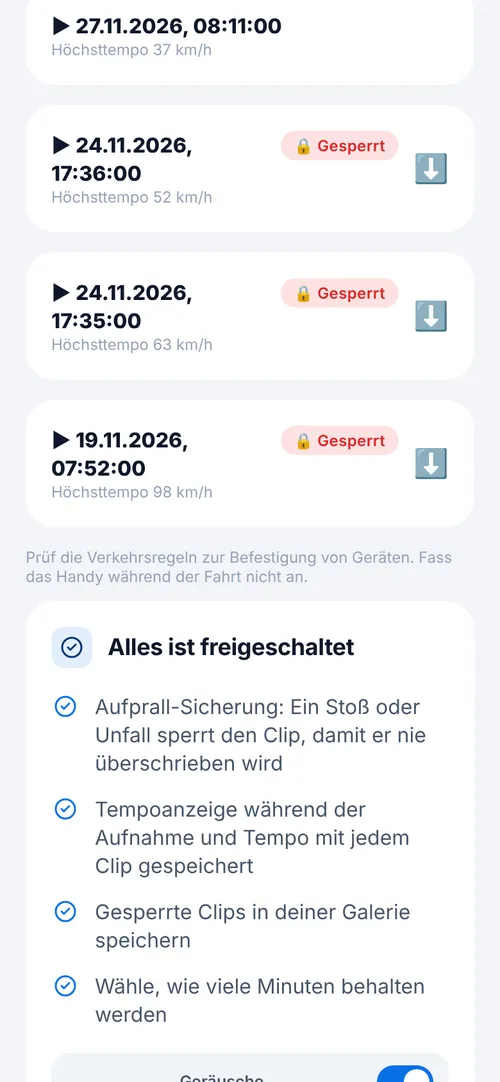 ▶ 27.11.2026, 08:11:00
Höchsttempo 37 km/h
▶ 24.11.2026,
17:36:00
🔒 Gesperrt
Höchsttempo 52 km/h
▶ 24.11.2026,
17:35:00
🔒 Gesperrt
Höchsttempo 63 km/h
▶ 19.11.2026,
07:52:00
🔒 Gesperrt
Höchsttempo 98 km/h
Prüf die Verkehrsregeln zur Befestigung von Geräten. Fass
das Handy während der Fahrt nicht an.
Alles ist freigeschaltet
Aufprall-Sicherung: Ein Stoß oder
Unfall sperrt den Clip, damit er nie
überschrieben wird
Tempoanzeige während der
Aufnahme und Tempo mit jedem
Clip gespeichert
Gesperrte Clips in deiner Galerie
speichern
Wähle, wie viele Minuten behalten
werden
Geräusche